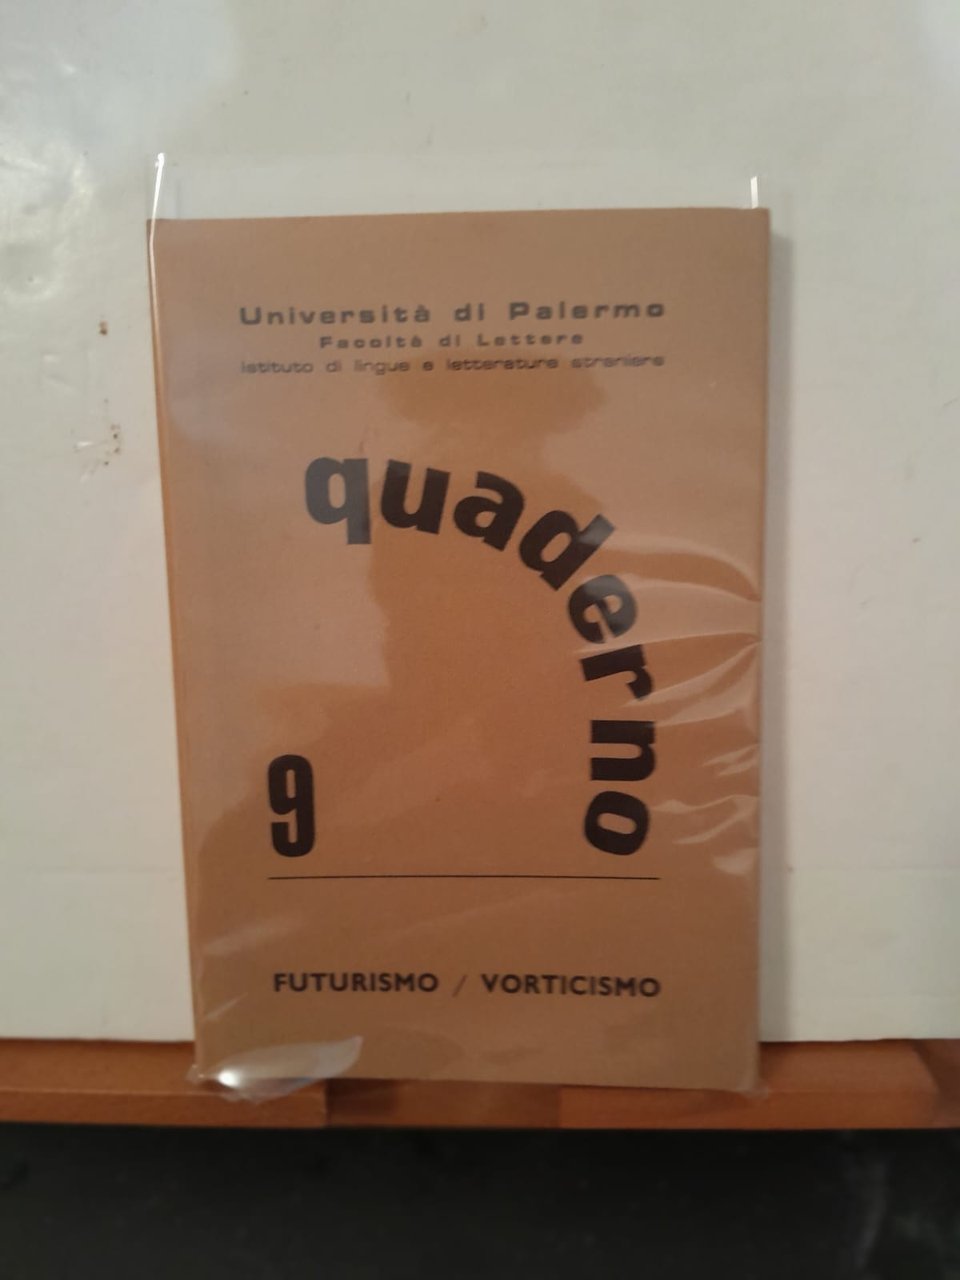 Università di Palermo
Facoltà di Lettere
istituto di lingue e letterature straniere
quaderno
9
FUTURISMO / VORTICISMO